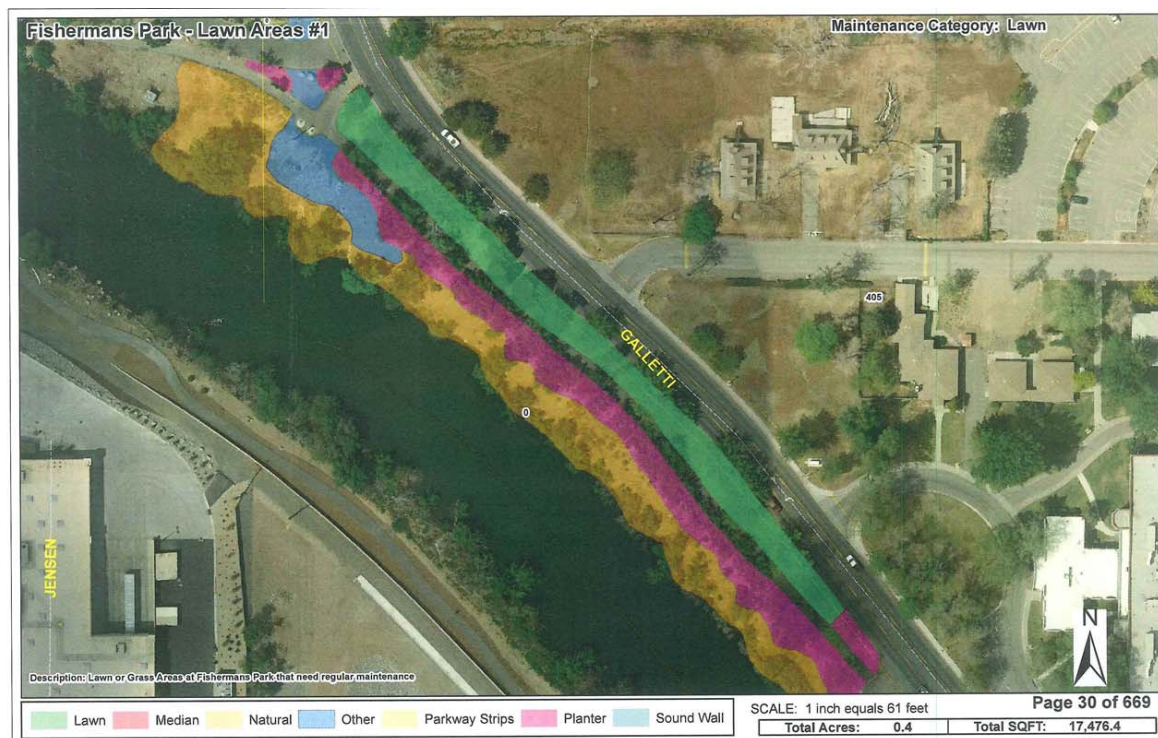 Fishermans Park - Lawn Areas #1
Maintenance Category: Lawn
405
GALLETTI
0
JENSEN
N
Description: Lawn or Grass Areas at Fishermans Park that need regular maintenance
Lawn Median Natural Other Parkway Strips Planter Sound Wall
SCALE: 1 inch equals 61 feet
Page 30 of 669
Total Acres: 0.4 Total SQFT: 17,476.4